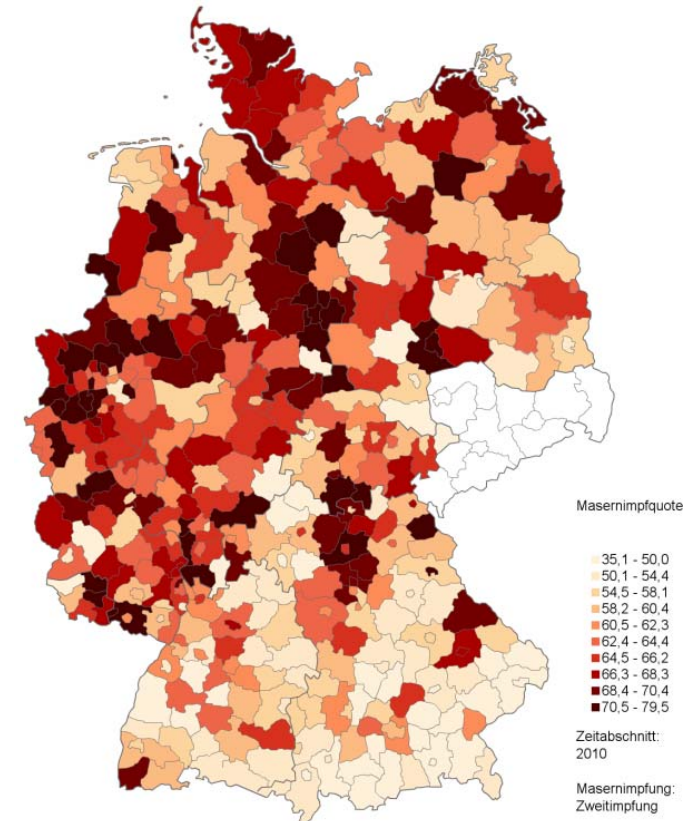 Masernimpfquote
35,1 - 50,0
50,1 - 54,4
54,5 - 58,1
58,2 - 60,4
60,5 - 62,3
62,4 - 64,4
64,5 - 66,2
66,3 - 68,3
68,4 - 70,4
70,5 - 79,5
Zeitabschnitt:
2010
Masernimpfung:
Zweitimpfung